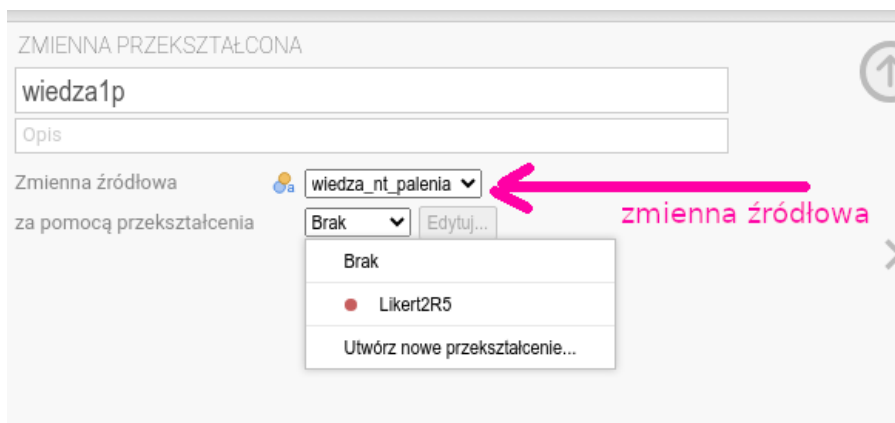 ZMIENNA PRZEKSZTAŁCONA
wiedza1p
Opis
Zmienna źródłowa a wiedza_nt_palenia
zmienna źródłowa
za pomocą przekształcenia Brak Edytuj...
Brak
Likert2R5
Utwórz nowe przekształcenie...